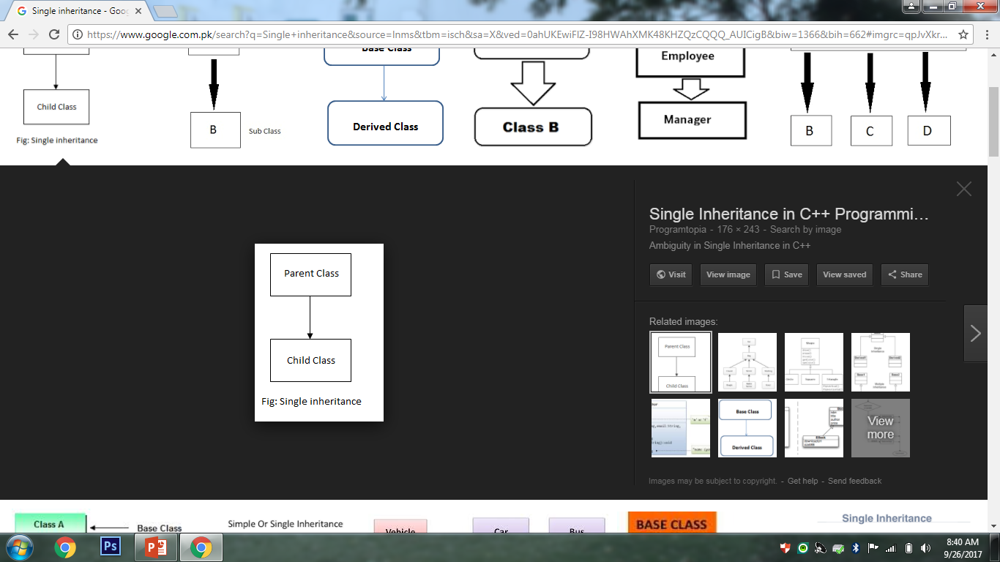 Single inheritance - Goo
https://www.google.com.pk/search?q=Single+inheritance&source=lnms&tbm=isch&sa=X&ved=0ahUKEwiFlZ-I98HWAhXMK48KHZQzCQQQ_AUICigB&biw=1366&bih=662#imgrc=qpJvXkr...
Base Class
Employee
Child Class
B
Sub Class
Derived Class
Class B
Manager
B
C
D
Fig: Single inheritance
Single Inheritance in C++ Programmi...
Programtopia - 176 × 243 - Search by image
Ambiguity in Single Inheritance in C++
Visit
View image
Save
View saved
Share
Parent Class
Child Class
Fig: Single inheritance
Related images:
Parent Class
Child Class
Base Class
Derived Class
View
more
Images may be subject to copyright. - Get help - Send feedback
Class A
Base Class
Simple Or Single Inheritance
Vehicle
Car
Bus
BASE CLASS
Single Inheritance
Ps
8:40 AM
9/26/2017